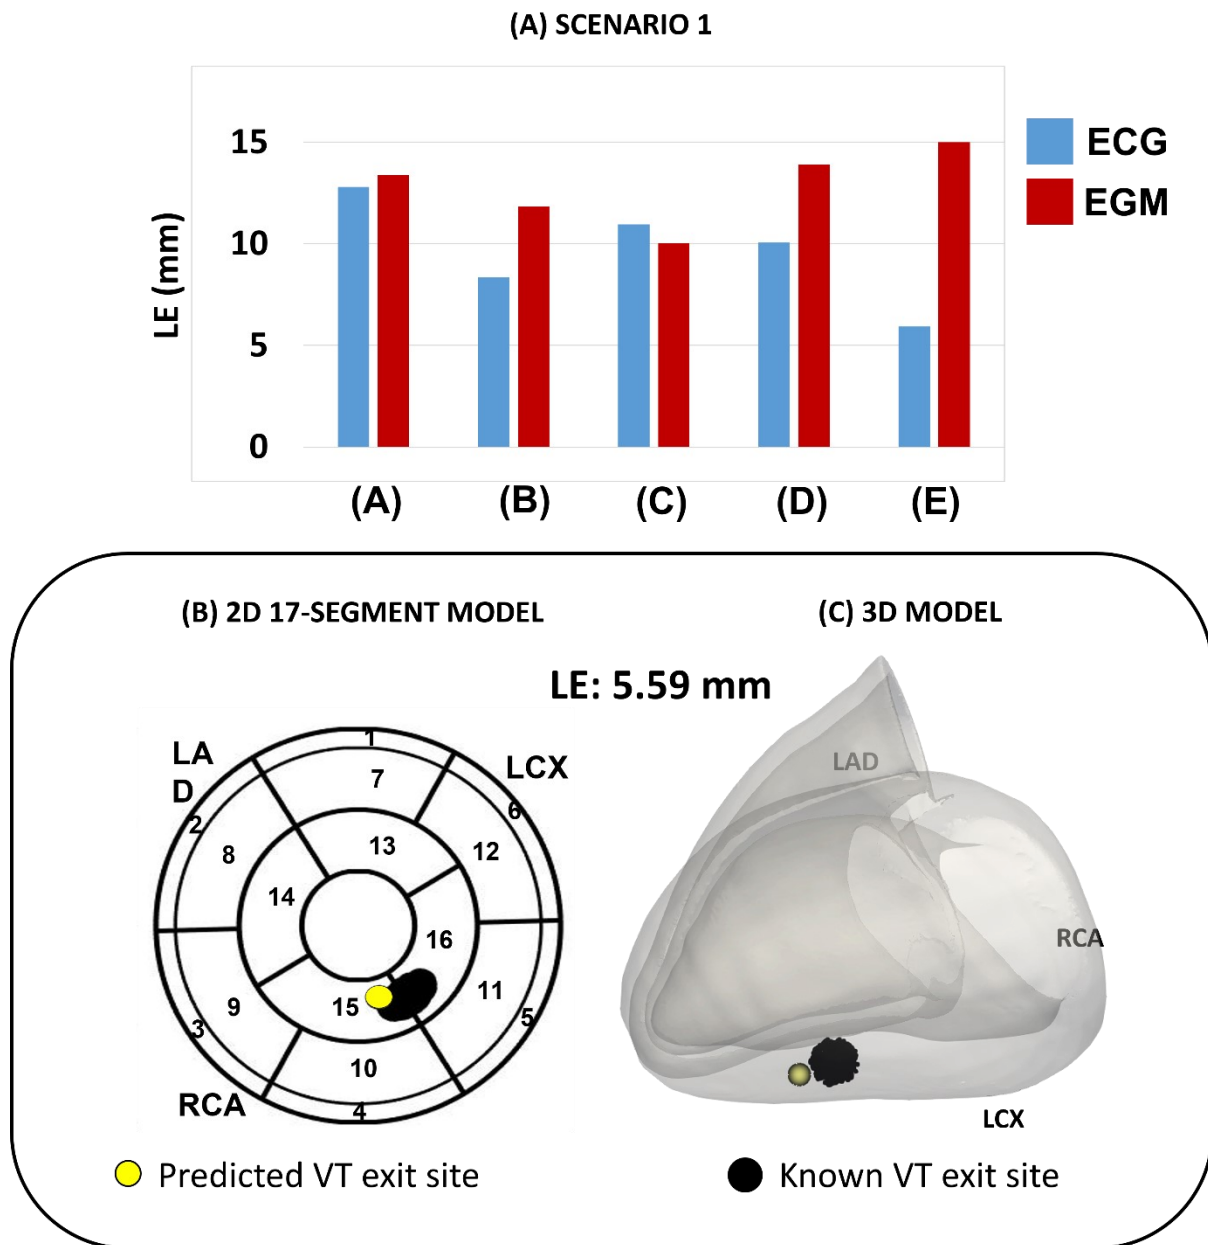 (A) SCENARIO 1
LE (mm)
15
10
5
0
(A) (B) (C) (D) (E)
ECG
EGM
(B) 2D 17-SEGMENT MODEL
(C) 3D MODEL
LE: 5.59 mm
LA
D
LCX
RCA
1
7
6
2
8
13
12
14
16
15
11
9
5
3
10
4
LAD
RCA
LCX
Predicted VT exit site
Known VT exit site